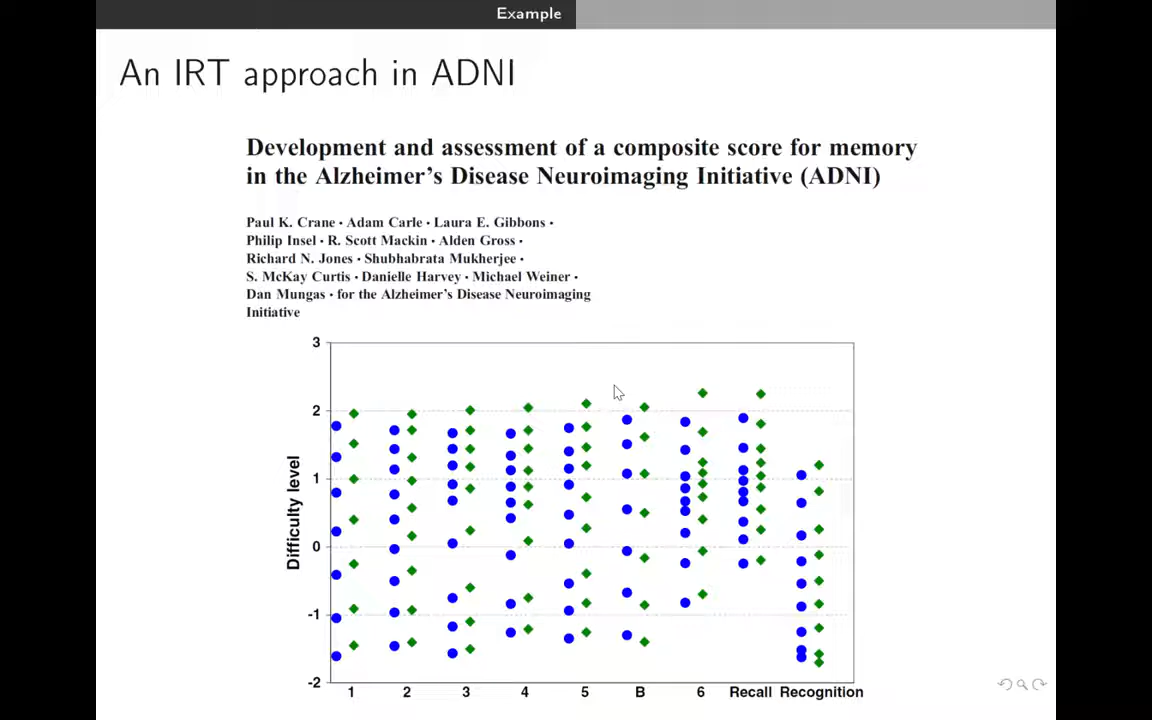 Example
An IRT approach in ADNI
Development and assessment of a composite score for memory
in the Alzheimer's Disease Neuroimaging Initiative (ADNI)
Paul K. Crane · Adam Carle · Laura E. Gibbons ·
Philip Insel · R. Scott Mackin · Alden Gross ·
Richard N. Jones · Shubhabrata Mukherjee ·
S. McKay Curtis · Danielle Harvey · Michael Weiner ·
Dan Mungas · for the Alzheimer's Disease Neuroimaging
Initiative
Difficulty level
3
2
1
0
-1
-2
1 2 3 4 5 B 6 Recall Recognition